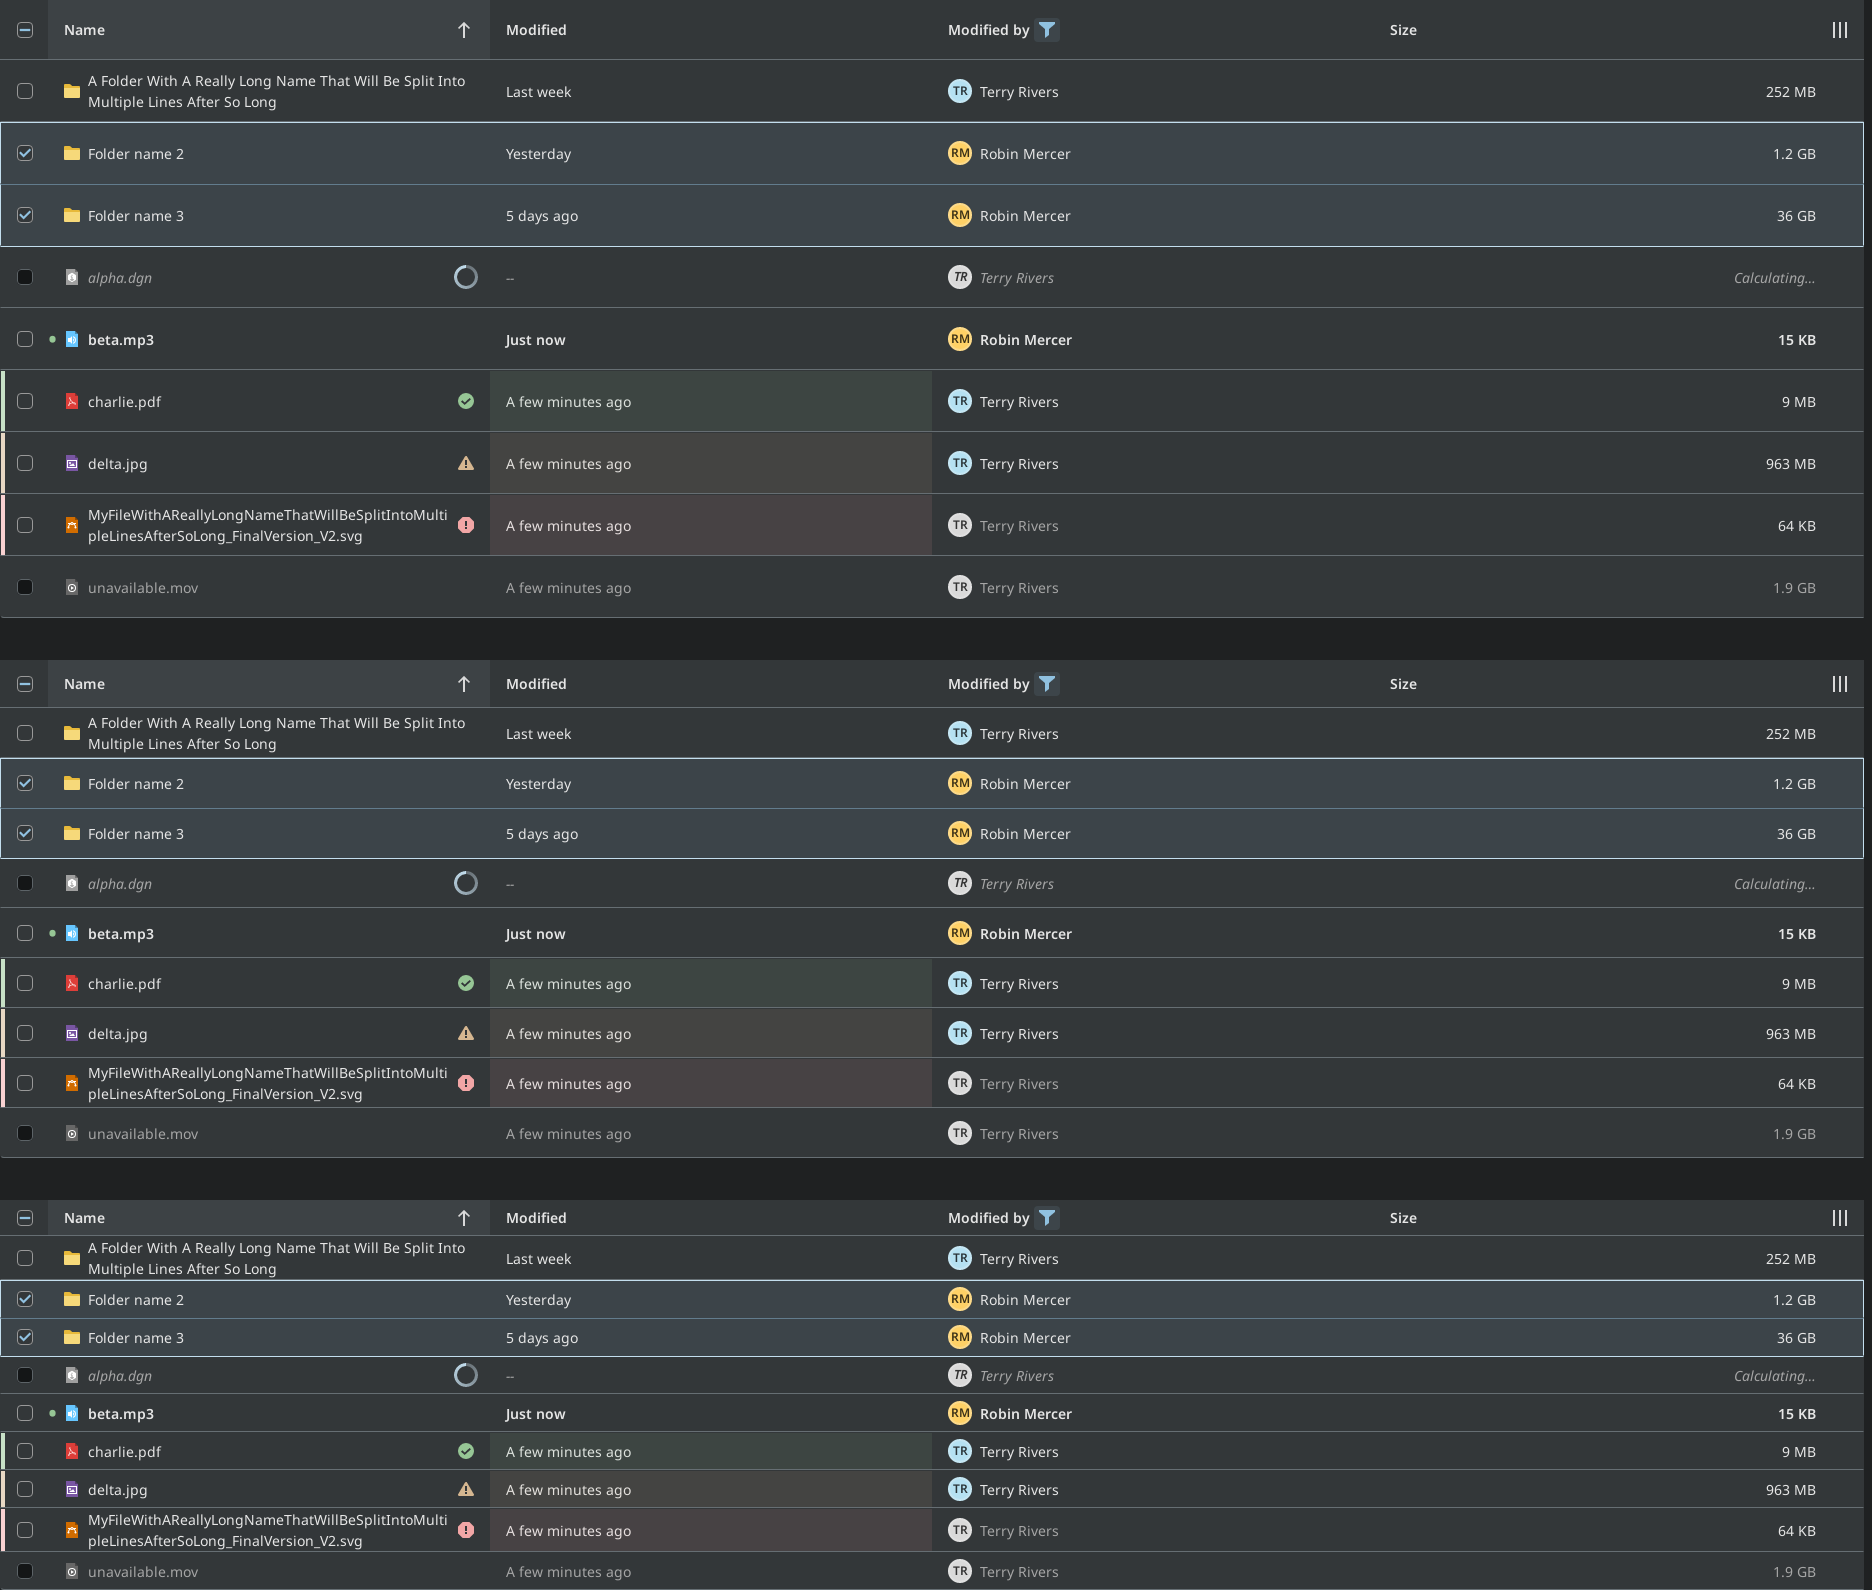 Name Modified Modified by Size
A Folder With A Really Long Name That Will Be Split Into
Multiple Lines After So Long
Last week TR Terry Rivers 252 MB
Folder name 2 Yesterday RM Robin Mercer 1.2 GB
Folder name 3 5 days ago RM Robin Mercer 36 GB
alpha.dgn -- TR Terry Rivers Calculating...
beta.mp3 Just now RM Robin Mercer 15 KB
charlie.pdf A few minutes ago TR Terry Rivers 9 MB
delta.jpg A few minutes ago TR Terry Rivers 963 MB
MyFileWithAReallyLongNameThatWillBeSplitIntoMulti
pleLinesAfterSoLong_FinalVersion_V2.svg
A few minutes ago TR Terry Rivers 64 KB
unavailable.mov A few minutes ago TR Terry Rivers 1.9 GB
Name Modified Modified by Size
A Folder With A Really Long Name That Will Be Split Into
Multiple Lines After So Long
Last week TR Terry Rivers 252 MB
Folder name 2 Yesterday RM Robin Mercer 1.2 GB
Folder name 3 5 days ago RM Robin Mercer 36 GB
alpha.dgn -- TR Terry Rivers Calculating...
beta.mp3 Just now RM Robin Mercer 15 KB
charlie.pdf A few minutes ago TR Terry Rivers 9 MB
delta.jpg A few minutes ago TR Terry Rivers 963 MB
MyFileWithAReallyLongNameThatWillBeSplitIntoMulti
pleLinesAfterSoLong_FinalVersion_V2.svg
A few minutes ago TR Terry Rivers 64 KB
unavailable.mov A few minutes ago TR Terry Rivers 1.9 GB
Name Modified Modified by Size
A Folder With A Really Long Name That Will Be Split Into
Multiple Lines After So Long
Last week TR Terry Rivers 252 MB
Folder name 2 Yesterday RM Robin Mercer 1.2 GB
Folder name 3 5 days ago RM Robin Mercer 36 GB
alpha.dgn -- TR Terry Rivers Calculating...
beta.mp3 Just now RM Robin Mercer 15 KB
charlie.pdf A few minutes ago TR Terry Rivers 9 MB
delta.jpg A few minutes ago TR Terry Rivers 963 MB
MyFileWithAReallyLongNameThatWillBeSplitIntoMulti
pleLinesAfterSoLong_FinalVersion_V2.svg
A few minutes ago TR Terry Rivers 64 KB
unavailable.mov A few minutes ago TR Terry Rivers 1.9 GB